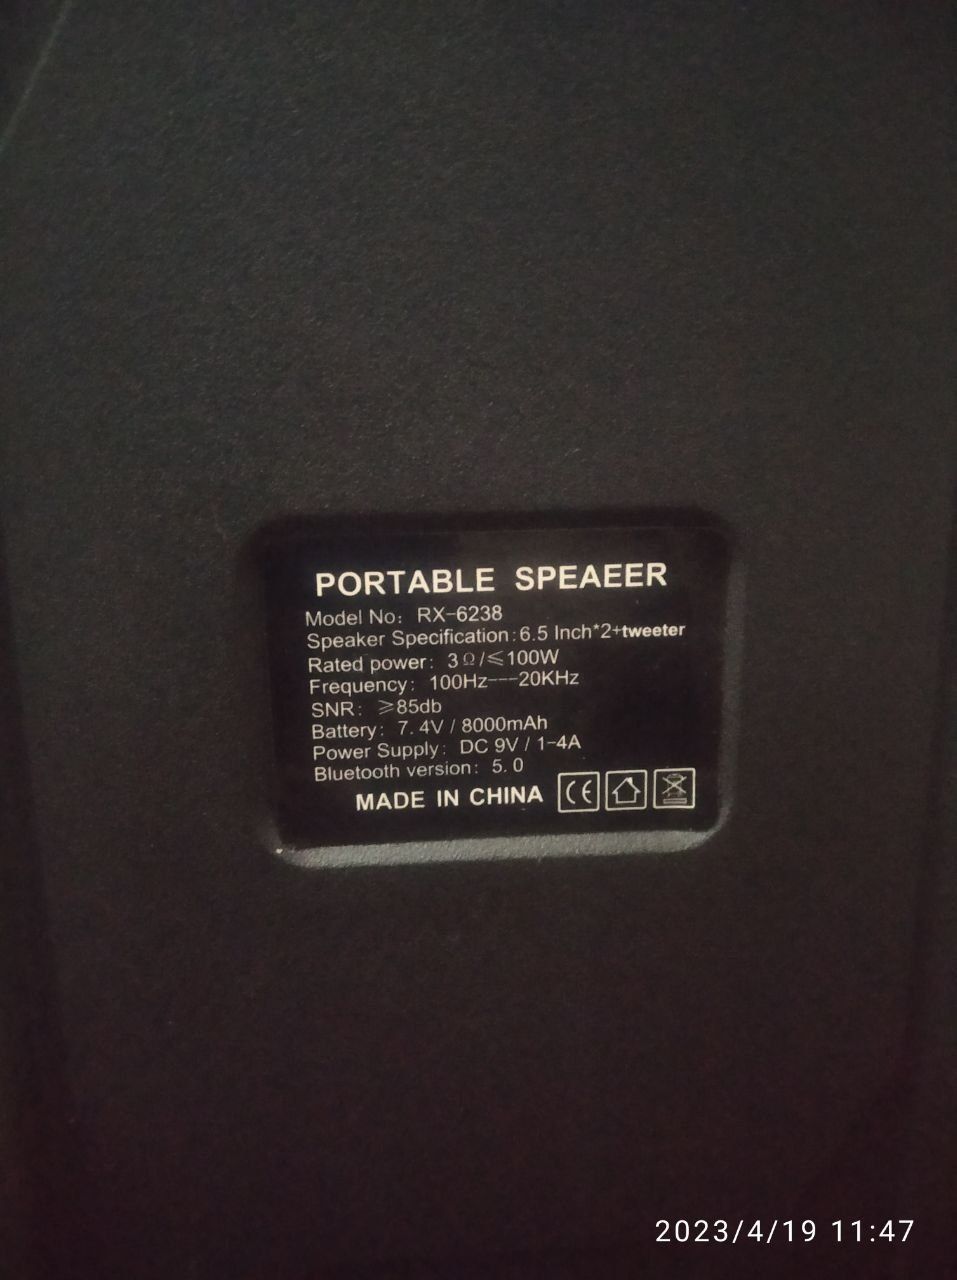 PORTABLE SPEAEER
Model No: RX-6238
Speaker Specification:6.5 Inch*2+tweeter
Rated power: 3Ω/≤100W
Frequency: 100Hz---20KHz
SNR: ≥85db
Battery: 7.4V / 8000mAh
Power Supply: DC 9V / 1-4A
Bluetooth version: 5.0
MADE IN CHINA CE
2023/4/19 11:47